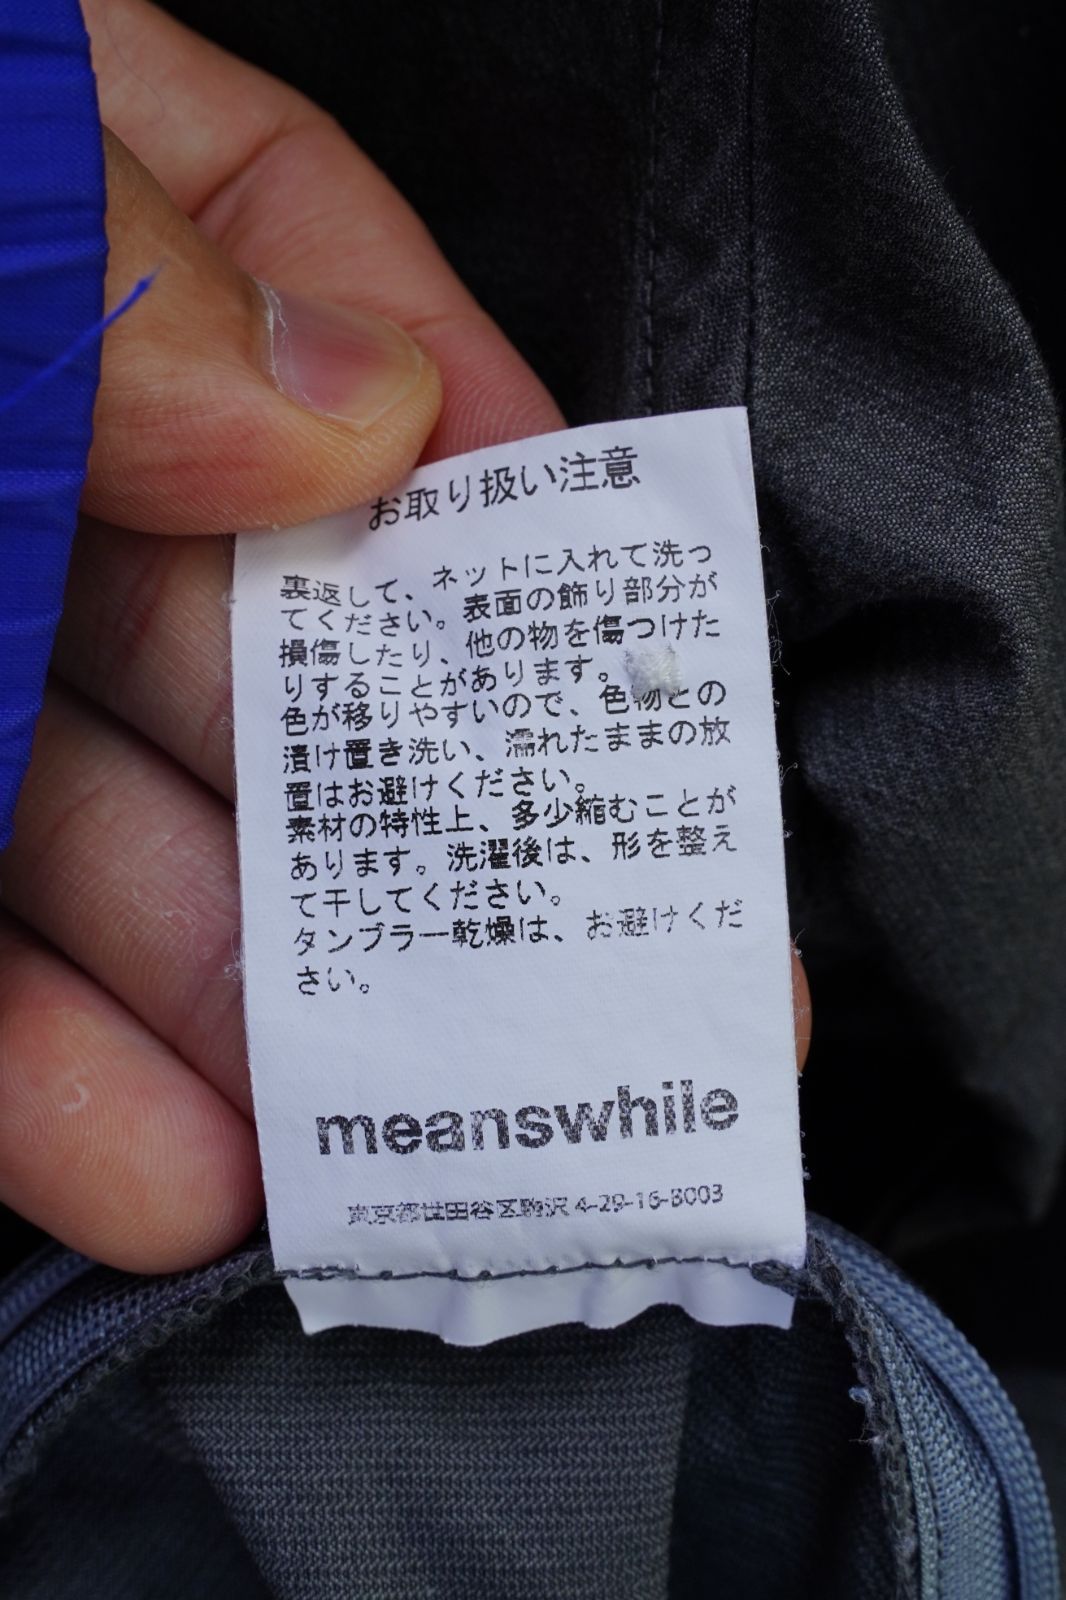 お取り扱い注意
裏返して、ネットに入れて洗っ
てください。表面の飾り部分が
損傷したり、他の物を傷つけた
りすることがあります。
色が移りやすいので、色物との
漬け置き洗い、濡れたままの放
置はお避けください。
素材の特性上、多少縮むことが
あります。洗濯後は、形を整え
て干してください。
タンブラー乾燥は、お避けくだ
さい。
meanswhile
東京都世田谷区駒沢 4-29-16-B003